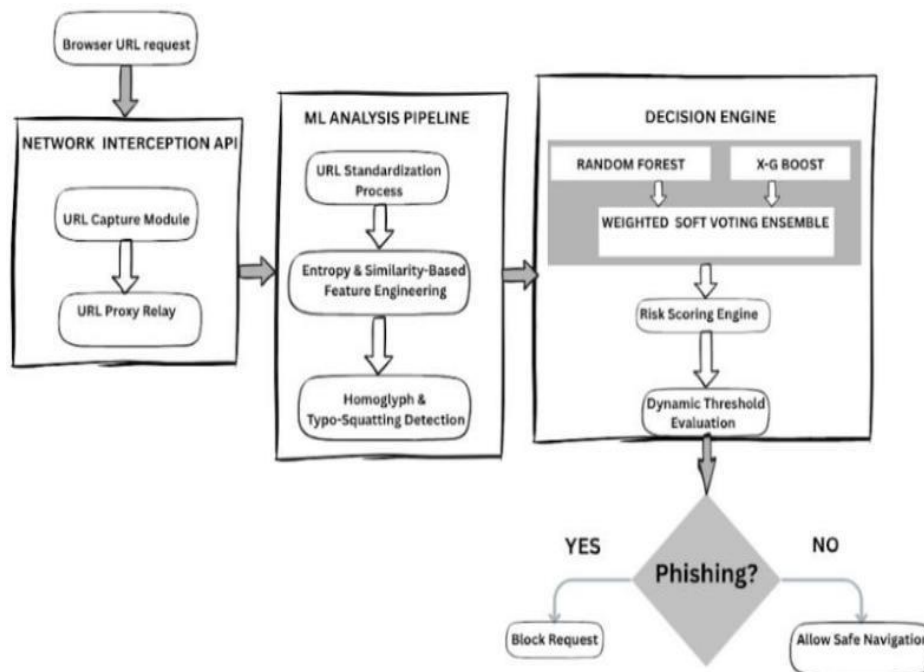 Browser URL request
NETWORK INTERCEPTION API
URL Capture Module
URL Proxy Relay
ML ANALYSIS PIPELINE
URL Standardization
Process
Entropy & Similarity-Based
Feature Engineering
Homoglyph &
Typo-Squatting Detection
DECISION ENGINE
RANDOM FOREST
X-G BOOST
WEIGHTED SOFT VOTING ENSEMBLE
Risk Scoring Engine
Dynamic Threshold
Evaluation
Phishing?
YES
NO
Block Request
Allow Safe Navigation